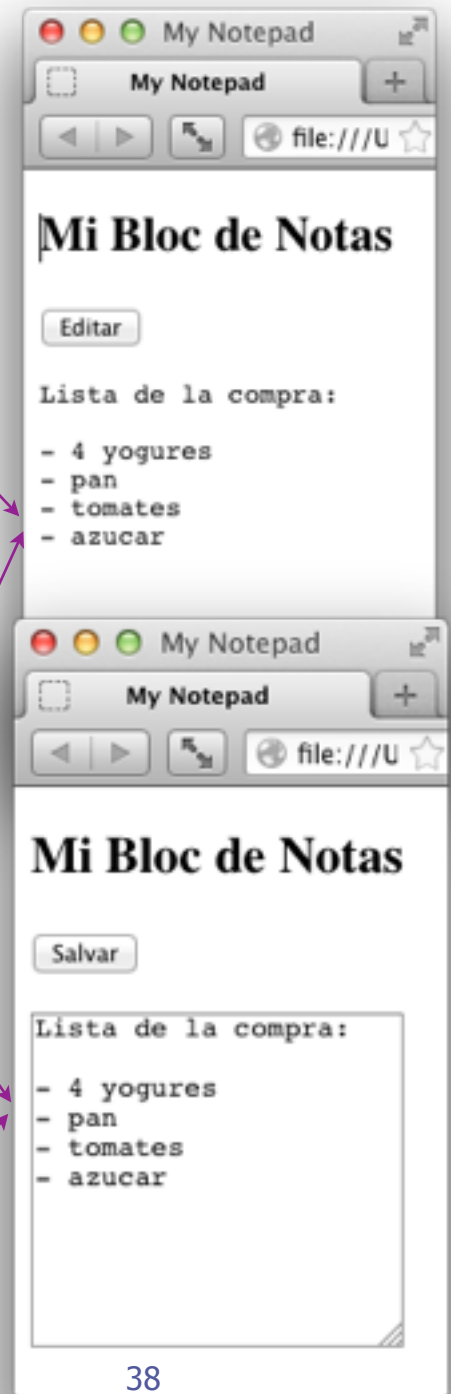 My Notepad
My Notepad
file:///U
Mi Bloc de Notas
Editar
Lista de la compra:
- 4 yogures
- pan
- tomates
- azucar
My Notepad
My Notepad
file:///U
Mi Bloc de Notas
Salvar
Lista de la compra:
- 4 yogures
- pan
- tomates
- azucar
38